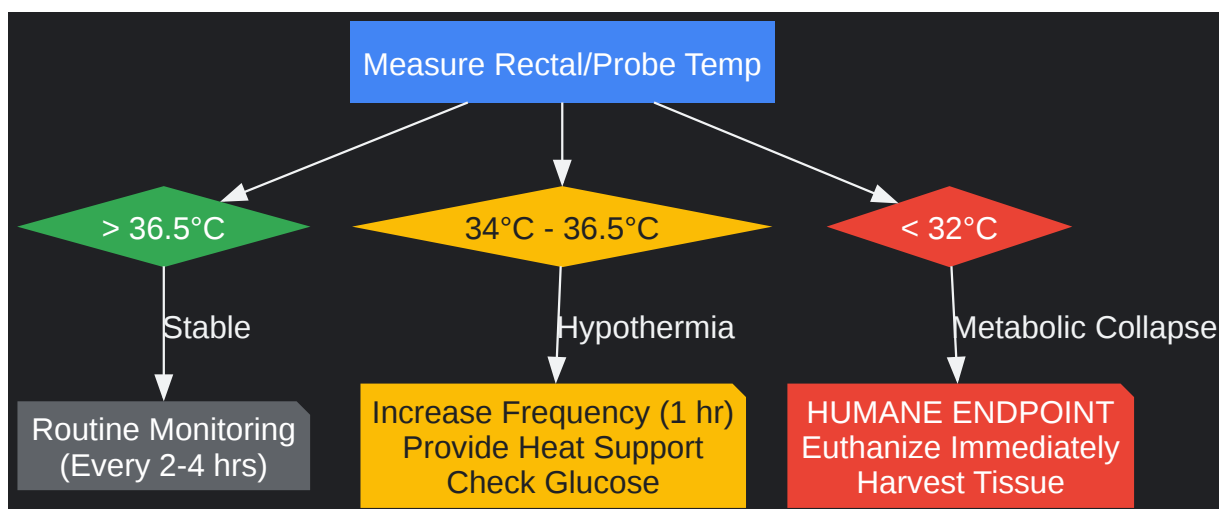 Measure Rectal/Probe Temp
> 36.5°C
34°C - 36.5°C
< 32°C
Stable
Hypothermia
Metabolic Collapse
Routine Monitoring
(Every 2-4 hrs)
Increase Frequency (1 hr)
Provide Heat Support
Check Glucose
HUMANE ENDPOINT
Euthanize Immediately
Harvest Tissue